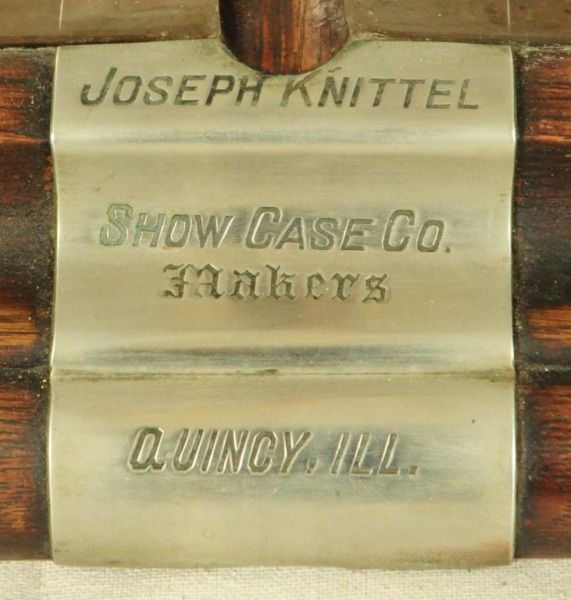 JOSEPH KNITTEL
SHOW CASE CO.
Makers
QUINCY, ILL.